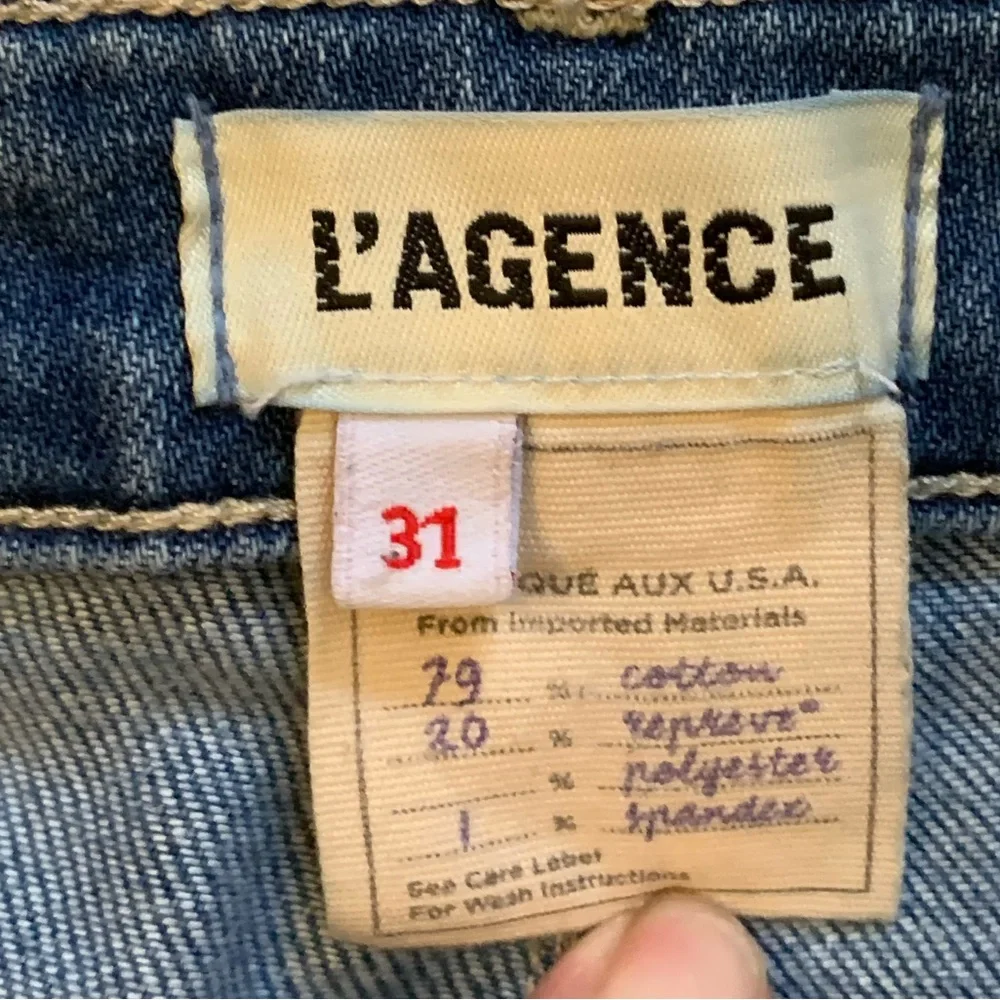 L'AGENCE
31
QUÉ AUX U.S.A.
From Imported Materials
79 % cotton
20 % repreve®
% polyester
1 % spandex
See Care Label
For Wash Instructions